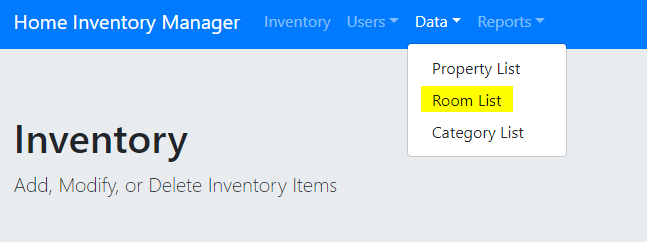 Home Inventory Manager Inventory Users Data Reports
Property List
Room List
Category List
Inventory
Add, Modify, or Delete Inventory Items